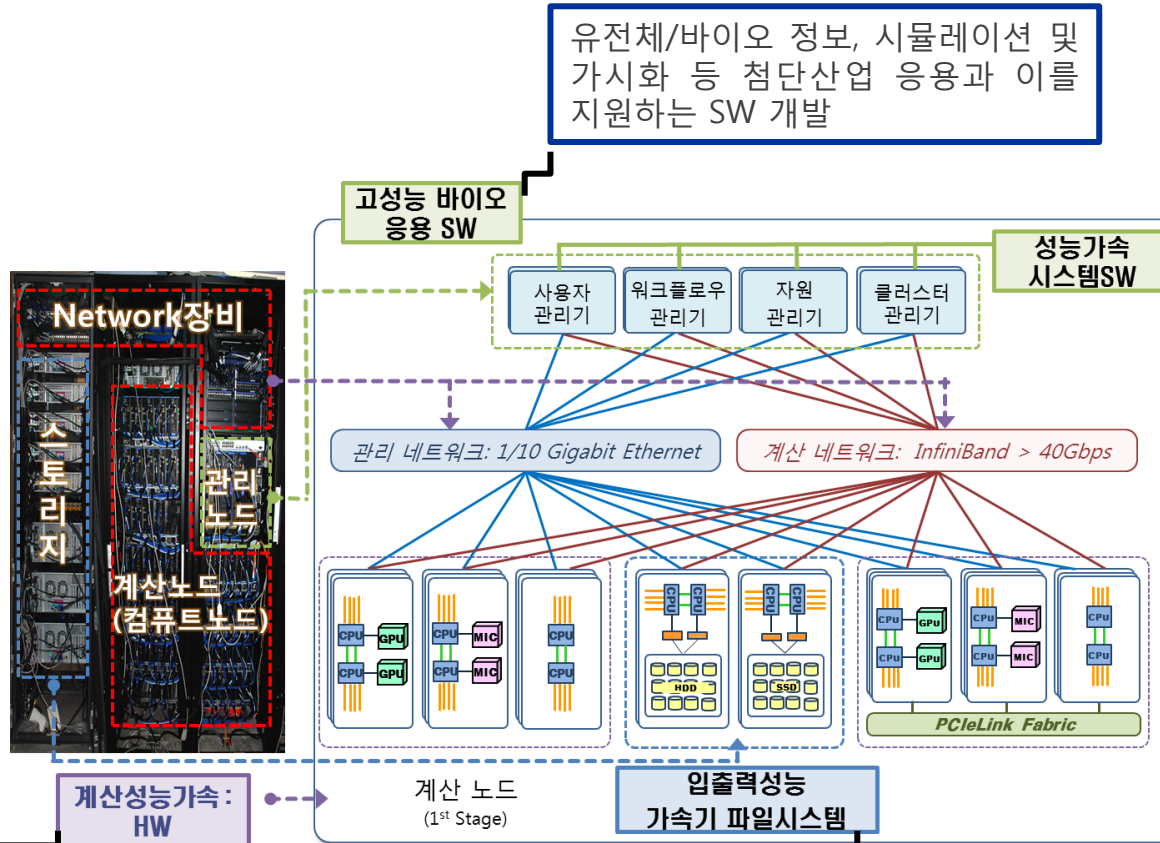 유전체/바이오 정보, 시뮬레이션 및
가시화 등 첨단산업 응용과 이를
지원하는 SW 개발
고성능 바이오
응용 SW
성능가속
시스템SW
사용자
관리기
워크플로우
관리기
자원
관리기
클러스터
관리기
Network장비
스토리지
관리
노드
계산노드
(컴퓨트노드)
관리 네트워크: 1/10 Gigabit Ethernet
계산 네트워크: InfiniBand > 40Gbps
CPU
GPU
CPU
GPU
CPU
MIC
CPU
MIC
CPU
CPU
CPU
CPU
HDD
CPU
CPU
SSD
CPU
GPu
CPU
GPu
CPU
MIC
CPU
MIC
CPU
CPU
PCIeLink Fabric
계산성능가속:
HW
계산 노드
(1st Stage)
입출력성능
가속기 파일시스템